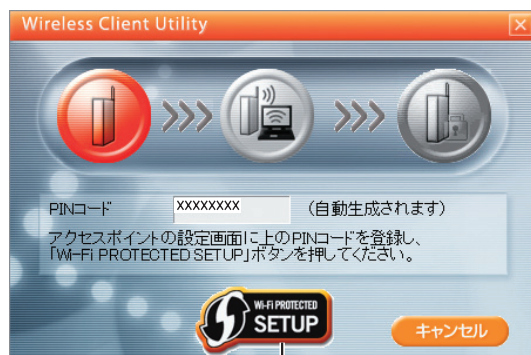 Wireless Client Utility
PINコード XXXXXXXX (自動生成されます)
アクセスポイントの設定画面に上のPINコードを登録し、
「Wi-Fi PROTECTED SETUP」ボタンを押してください。
Wi-Fi PROTECTED
SETUP
キャンセル